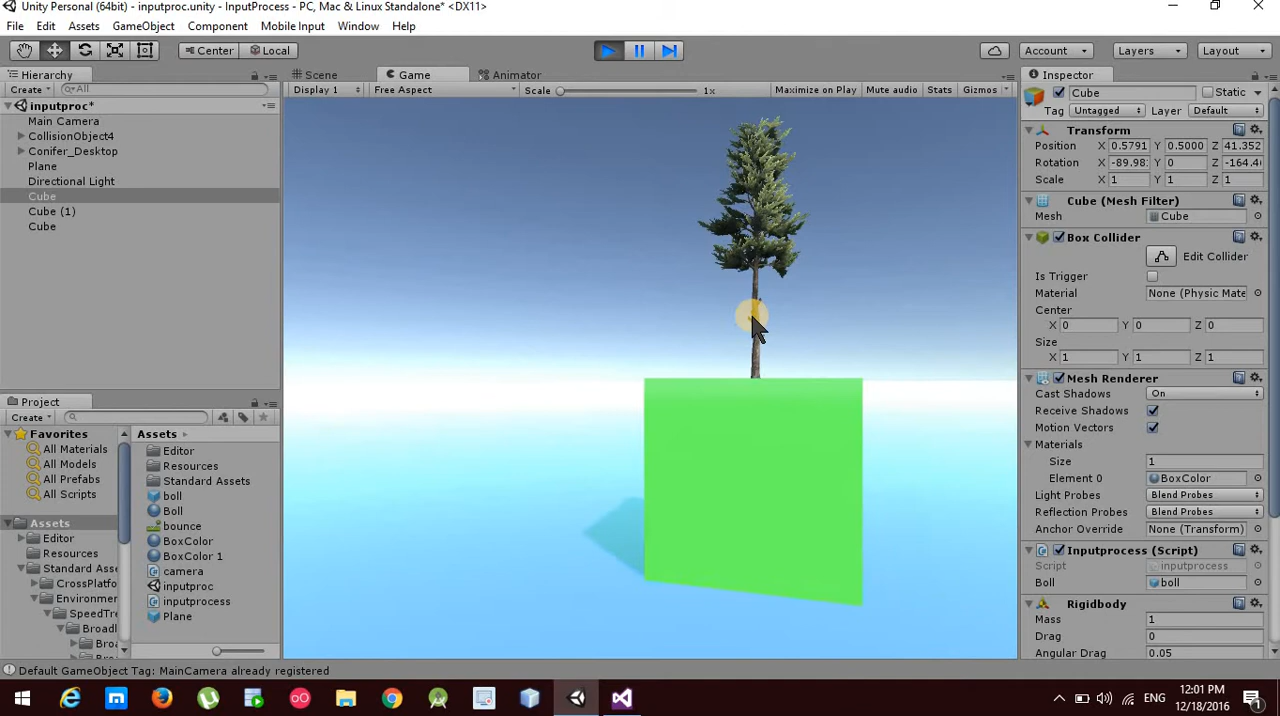 Unity Personal (64bit) - inputproc.unity - InputProcess - PC, Mac & Linux Standalone* <DX11>
File Edit Assets GameObject Component Mobile Input Window Help
Center Local Account Layers Layout
Hierarchy
Create All
inputproc*
Main Camera
CollisionObject4
Conifer_Desktop
Plane
Directional Light
Cube
Cube (1)
Cube
Scene Game Animator
Display 1 Free Aspect Scale 1x Maximize on Play Mute audio Stats Gizmos
Inspector
Cube Static
Tag Untagged Layer Default
Transform
Position X 0.5791 Y 0.5000 Z 41.352
Rotation X -89.98 Y 0 Z -164.4
Scale X 1 Y 1 Z 1
Cube (Mesh Filter)
Mesh Cube
Box Collider
Edit Collider
Is Trigger
Material None (Physic Mate
Center
X 0 Y 0 Z 0
Size
X 1 Y 1 Z 1
Mesh Renderer
Cast Shadows On
Receive Shadows
Motion Vectors
Materials
Size 1
Element 0 BoxColor
Light Probes Blend Probes
Reflection Probes Blend Probes
Anchor Override None (Transform)
Inputprocess (Script)
Script inputprocess
Boll boll
Rigidbody
Mass 1
Drag 0
Angular Drag 0.05
Project
Create
Favorites
All Materials
All Models
All Prefabs
All Scripts
Assets
Editor
Resources
Standard Assets
CrossPlatfo
Environmen
SpeedTre
Broadl
Broa
Assets
Editor
Resources
Standard Assets
boll
Boll
bounce
BoxColor
BoxColor 1
camera
inputproc
inputprocess
Plane
Default GameObject Tag: MainCamera already registered
ENG
12:01 PM
12/18/2016
1